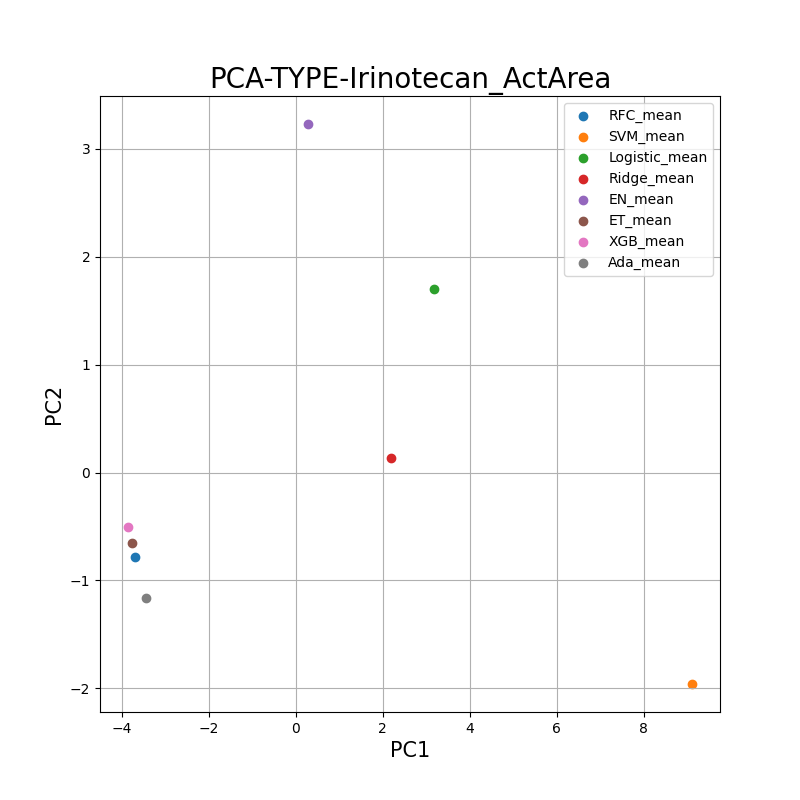 PCA-TYPE-Irinotecan_ActArea
RFC_mean
SVM_mean
Logistic_mean
Ridge_mean
EN_mean
ET_mean
XGB_mean
Ada_mean
3
2
1
0
−1
−2
PC2
−4 −2 0 2 4 6 8
PC1